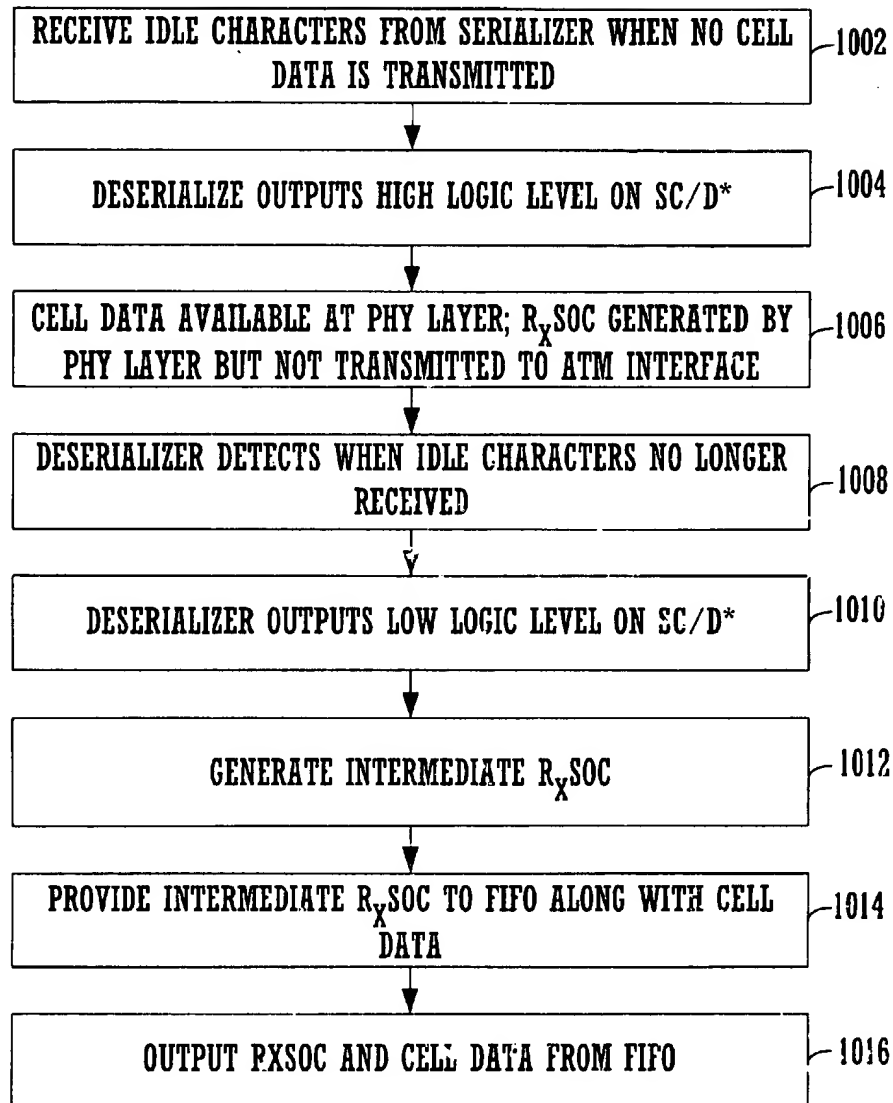 RECEIVE IDLE CHARACTERS FROM SERIALIZER WHEN NO CELL
DATA IS TRANSMITTED
1002
DESERIALIZE OUTPUTS HIGH LOGIC LEVEL ON SC/D*
1004
CELL DATA AVAILABLE AT PHY LAYER; RXSOC GENERATED BY
PHY LAYER BUT NOT TRANSMITTED TO ATM INTERFACE
1006
DESERIALIZER DETECTS WHEN IDLE CHARACTERS NO LONGER
RECEIVED
1008
DESERIALIZER OUTPUTS LOW LOGIC LEVEL ON SC/D*
1010
GENERATE INTERMEDIATE RXSOC
1012
PROVIDE INTERMEDIATE RXSOC TO FIFO ALONG WITH CELL
DATA
1014
OUTPUT RXSOC AND CELL DATA FROM FIFO
1016